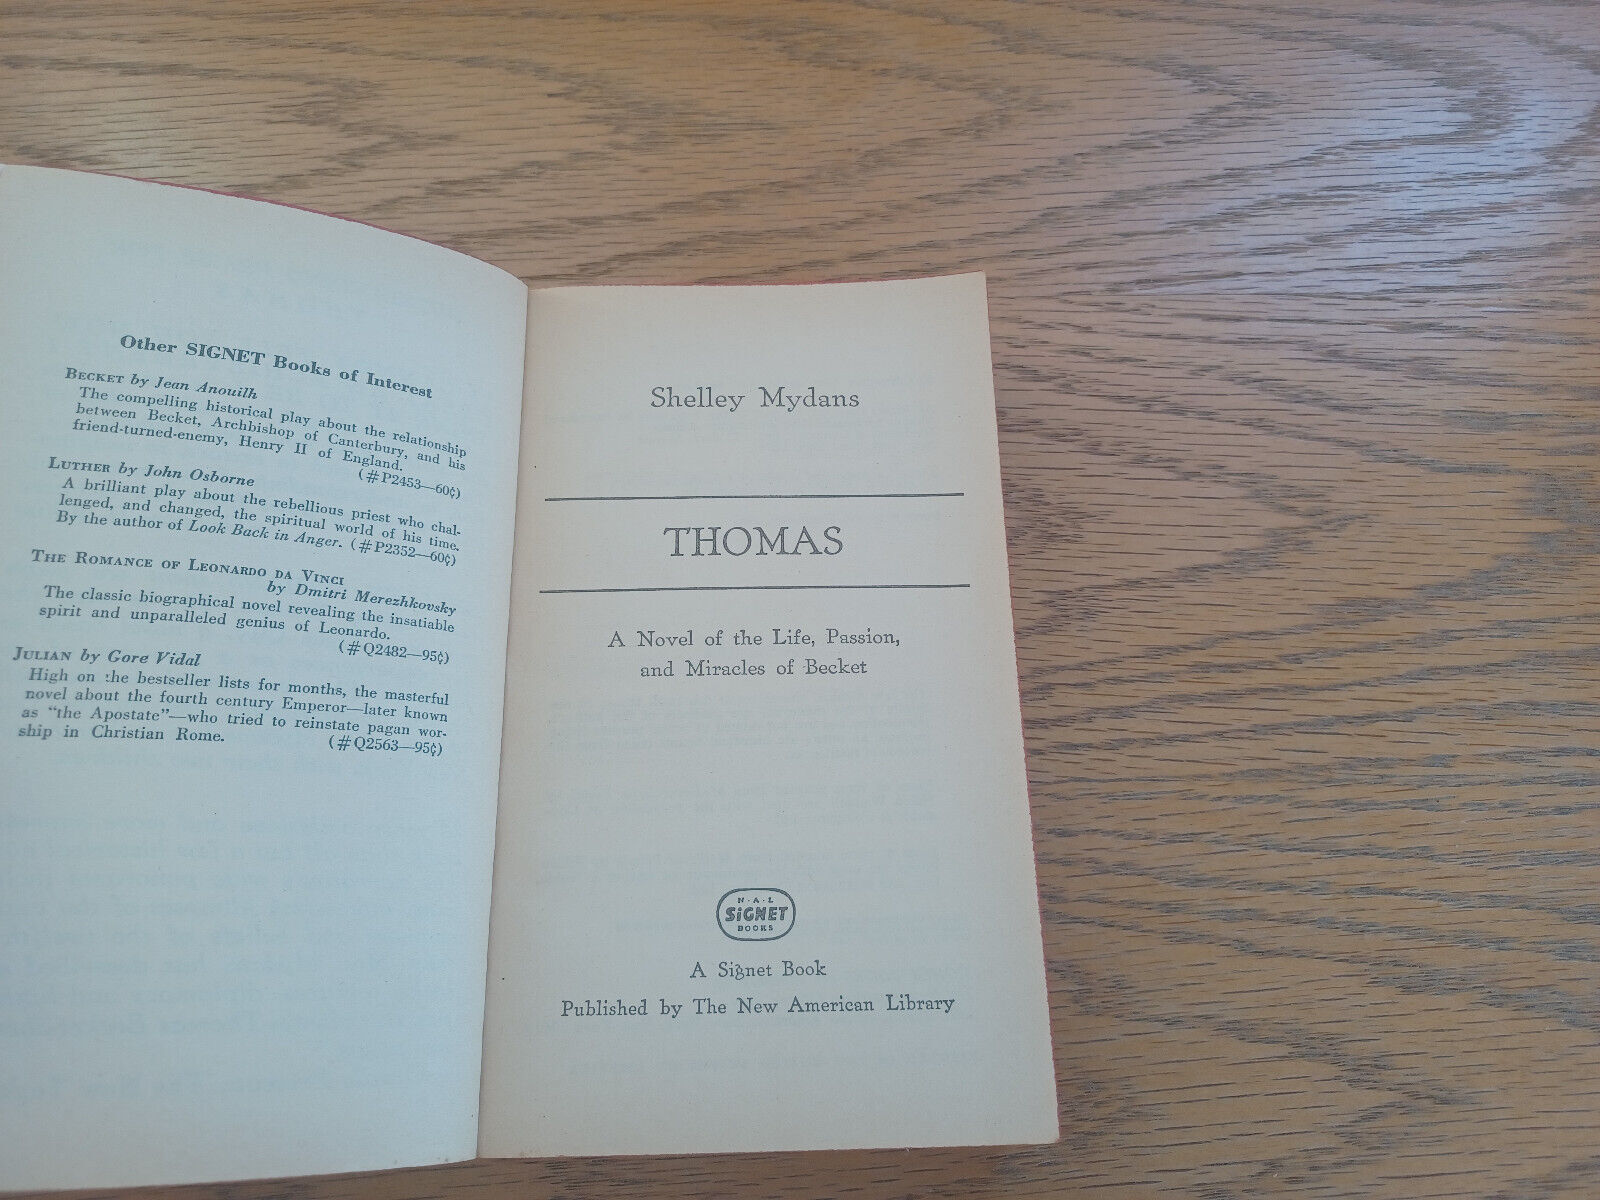 Other SIGNET Books of Interest
BECKET by Jean Anouilh
The compelling historical play about the relationship
between Becket, Archbishop of Canterbury, and his
friend-turned-enemy, Henry II of England.
(#P2453—60¢)
LUTHER by John Osborne
A brilliant play about the rebellious priest who chal-
lenged, and changed, the spiritual world of his time.
By the author of Look Back in Anger. (#P2352—60¢)
THE ROMANCE OF LEONARDO DA VINCI
by Dmitri Merezhkovsky
The classic biographical novel revealing the insatiable
spirit and unparalleled genius of Leonardo.
(#Q2482—95¢)
JULIAN by Gore Vidal
High on the bestseller lists for months, the masterful
novel about the fourth century Emperor—later known
as "the Apostate"—who tried to reinstate pagan wor-
ship in Christian Rome. (#Q2563—95¢)
Shelley Mydans
THOMAS
A Novel of the Life, Passion,
and Miracles of Becket
N·A·L
SIGNET
BOOKS
A Signet Book
Published by The New American Library